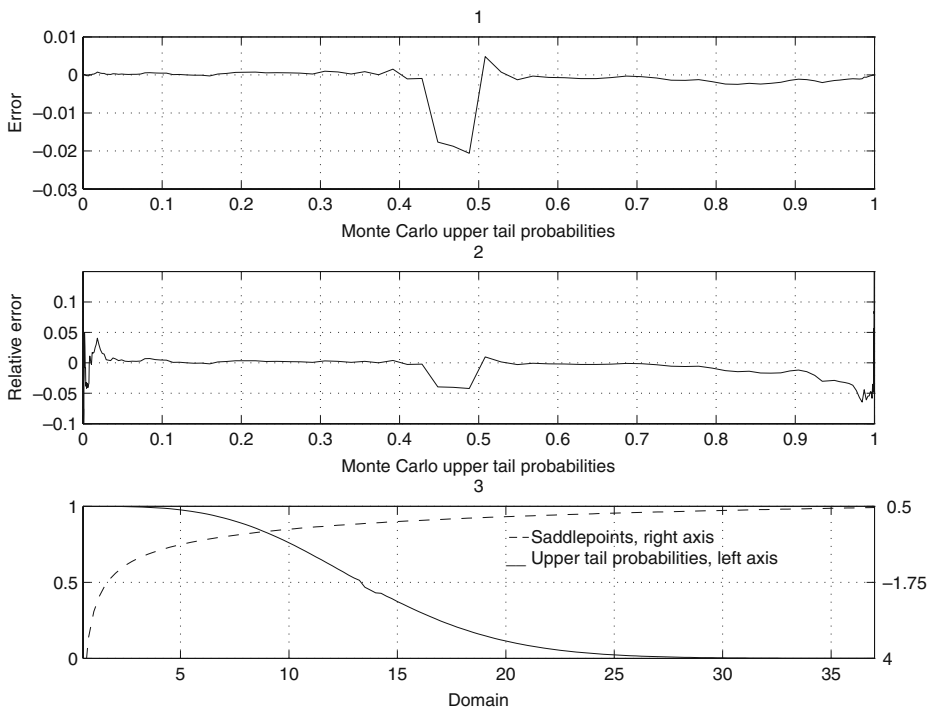 1
0.01
0
−0.01
−0.02
−0.03
Error
0 0.1 0.2 0.3 0.4 0.5 0.6 0.7 0.8 0.9 1
Monte Carlo upper tail probabilities
2
0.1
0.05
0
−0.05
−0.1
Relative error
0 0.1 0.2 0.3 0.4 0.5 0.6 0.7 0.8 0.9 1
Monte Carlo upper tail probabilities
3
1 0.5
Saddlepoints, right axis
Upper tail probabilities, left axis
0.5 −1.75
0 4
5 10 15 20 25 30 35
Domain